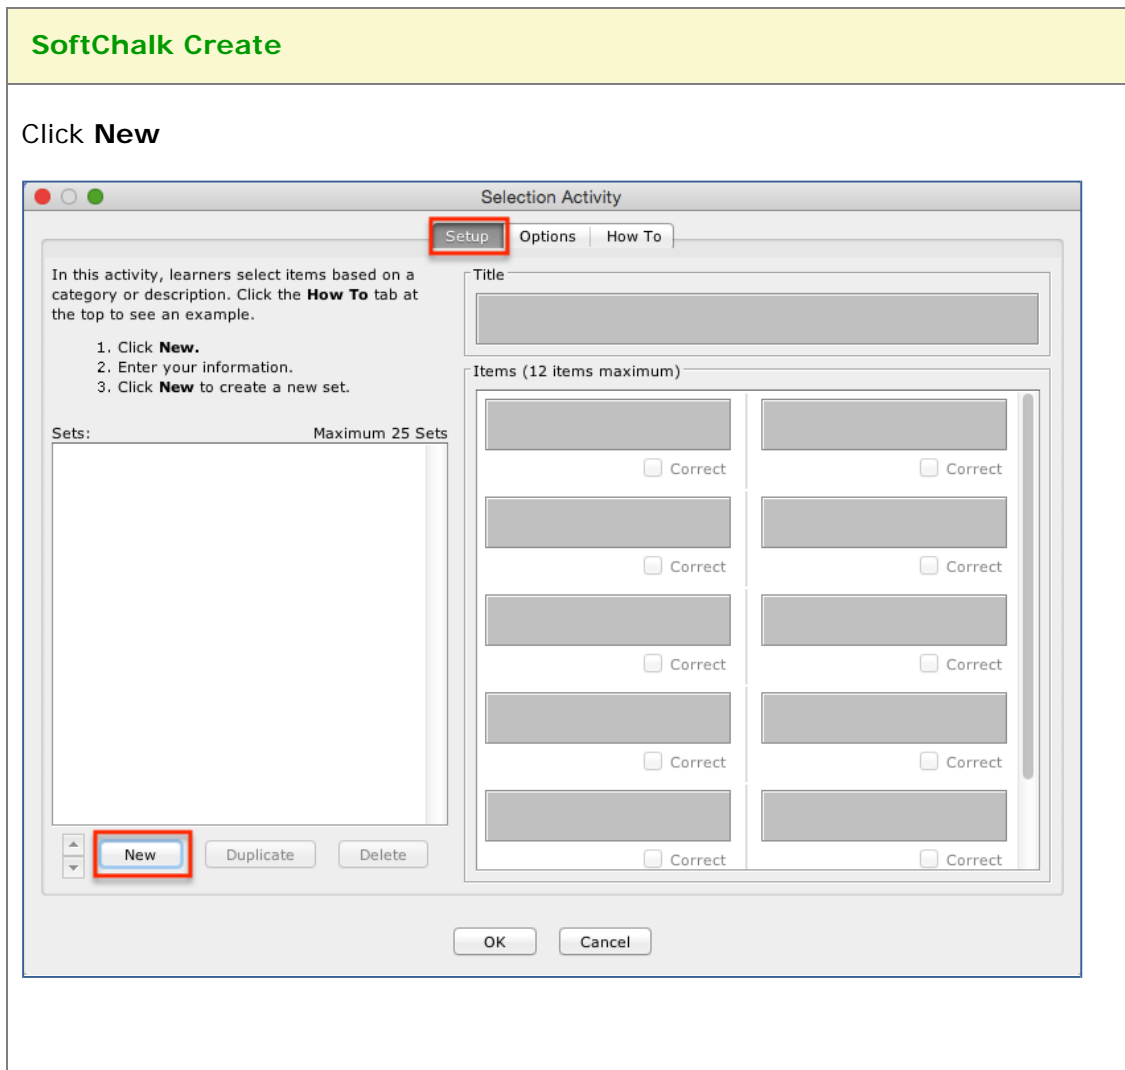 SoftChalk Create
Click New
Selection Activity
Setup Options How To
In this activity, learners select items based on a
category or description. Click the How To tab at
the top to see an example.
1. Click New.
2. Enter your information.
3. Click New to create a new set.
Sets: Maximum 25 Sets
New Duplicate Delete
Title
Items (12 items maximum)
Correct Correct
Correct Correct
Correct Correct
Correct Correct
Correct Correct
OK Cancel